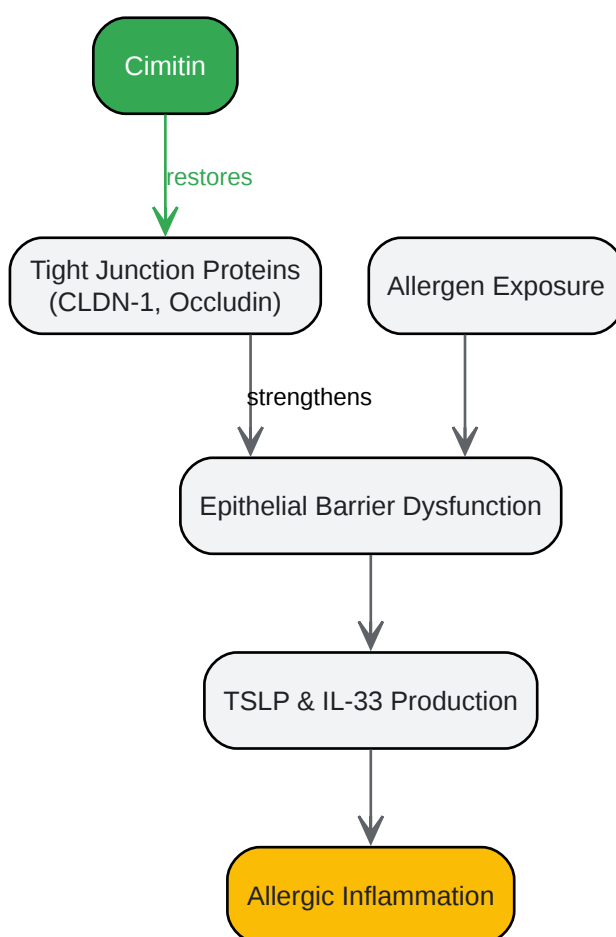 Cimitin
restores
Tight Junction Proteins
(CLDN-1, Occludin)
Allergen Exposure
strengthens
Epithelial Barrier Dysfunction
TSLP & IL-33 Production
Allergic Inflammation